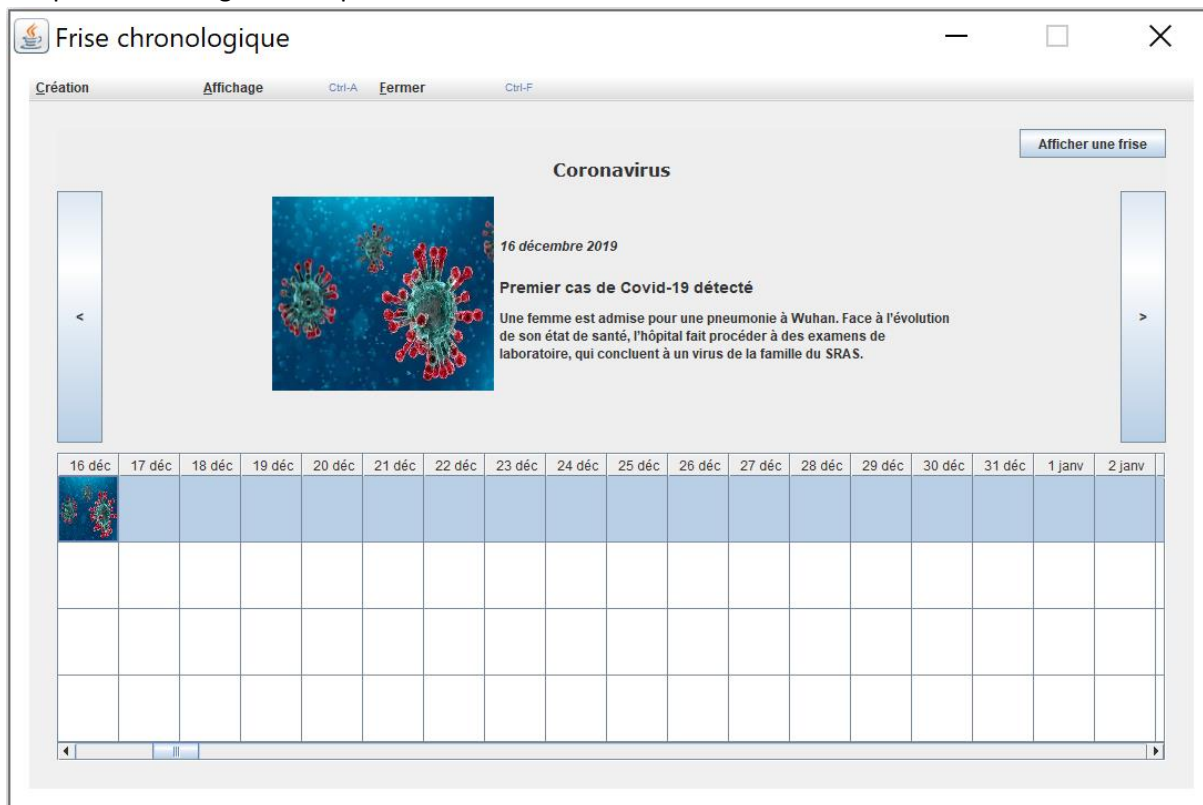 Frise chronologique
Création Affichage Ctrl-A Fermer Ctrl-F
Afficher une frise
Coronavirus
16 décembre 2019
Premier cas de Covid-19 détecté
Une femme est admise pour une pneumonie à Wuhan. Face à l'évolution
de son état de santé, l'hôpital fait procéder à des examens de
laboratoire, qui concluent à un virus de la famille du SRAS.
< >
16 déc 17 déc 18 déc 19 déc 20 déc 21 déc 22 déc 23 déc 24 déc 25 déc 26 déc 27 déc 28 déc 29 déc 30 déc 31 déc 1 janv 2 janv